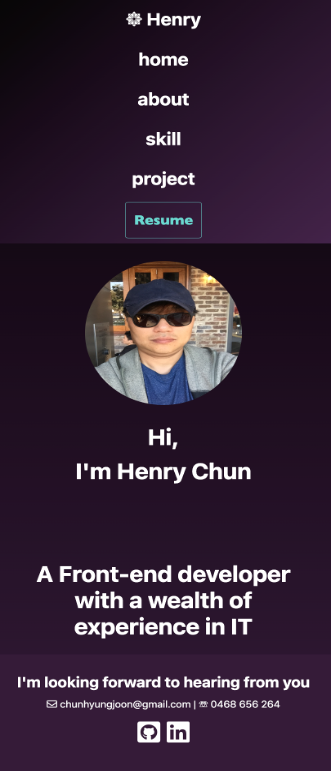 Henry
home
about
skill
project
Resume
Hi,
I'm Henry Chun
A Front-end developer
with a wealth of
experience in IT
I'm looking forward to hearing from you
chunhyungjoon@gmail.com | ☏ 0468 656 264
in